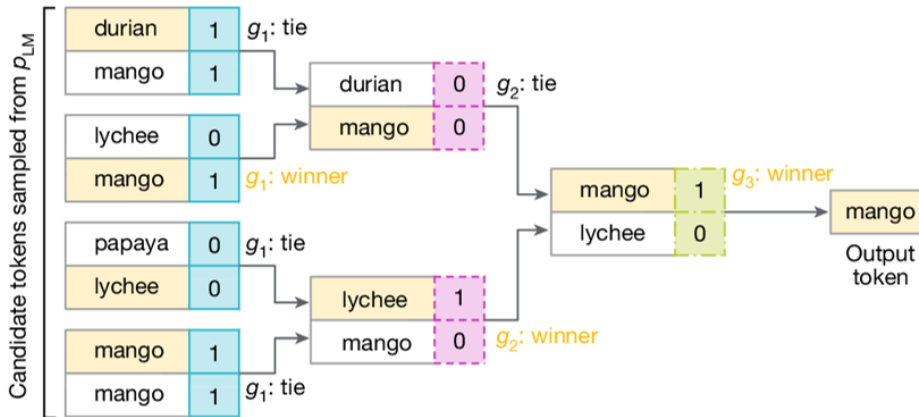 Candidate tokens sampled from pLM
durian 1 g1: tie
mango 1
lychee 0
mango 1 g1: winner
papaya 0 g1: tie
lychee 0
mango 1
mango 1 g1: tie
durian 0 g2: tie
mango 0
lychee 1
mango 0 g2: winner
mango 1 g3: winner
lychee 0
mango
Output
token